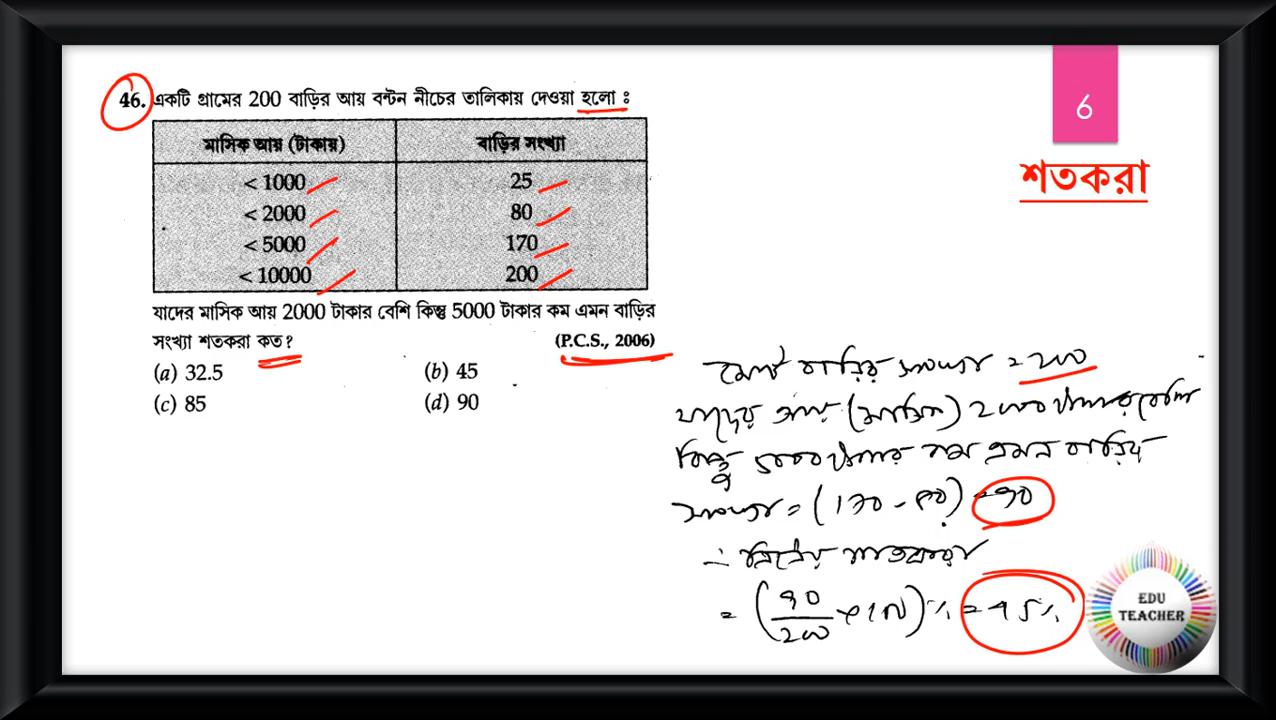 46. একটি গ্রামের 200 বাড়ির আয় বন্টন নীচের তালিকায় দেওয়া হলো ঃ
মাসিক আয় (টাকায়) বাড়ির সংখ্যা
< 1000 25
< 2000 80
< 5000 170
< 10000 200
যাদের মাসিক আয় 2000 টাকার বেশি কিন্তু 5000 টাকার কম এমন বাড়ির
সংখ্যা শতকরা কত?
(P.C.S., 2006)
(a) 32.5 (b) 45
(c) 85 (d) 90
6
শতকরা
মোট বাড়ির সংখ্যা = 200
যাদের আয় (মাসিক) 2000 টাকার বেশি
কিন্তু 5000 টাকার কম এমন বাড়ির
সংখ্যা = (170 - 80) = 90
∴ নির্ণেয় শতকরা
= (90/200 × 100) % = 45%
EDU
TEACHER